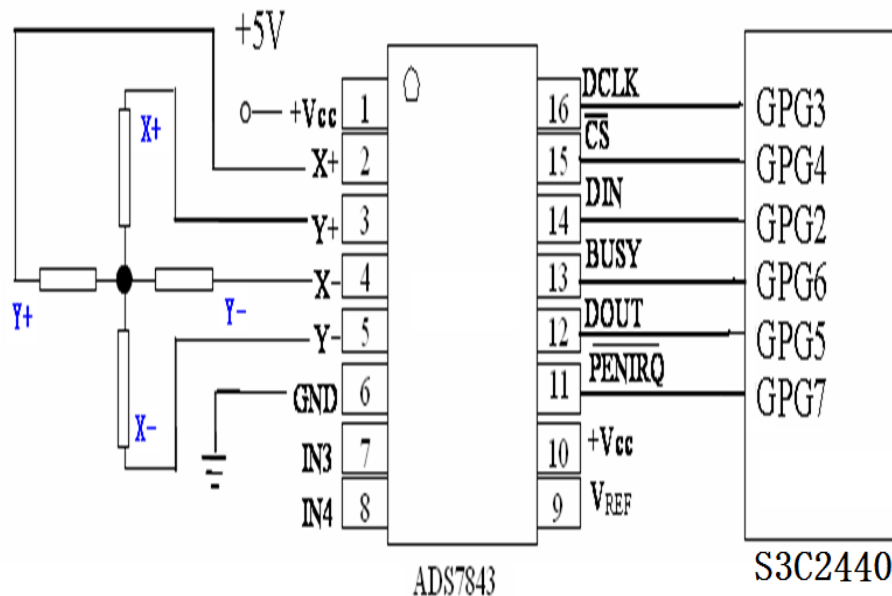 +5V
X+
Y+
Y-
X-
+Vcc 1
X+ 2
Y+ 3
X- 4
Y- 5
GND 6
IN3 7
IN4 8
16 DCLK GPG3
15 CS GPG4
14 DIN GPG2
13 BUSY GPG6
12 DOUT GPG5
11 PENIRQ GPG7
10 +Vcc
9 VREF
ADS7843
S3C2440